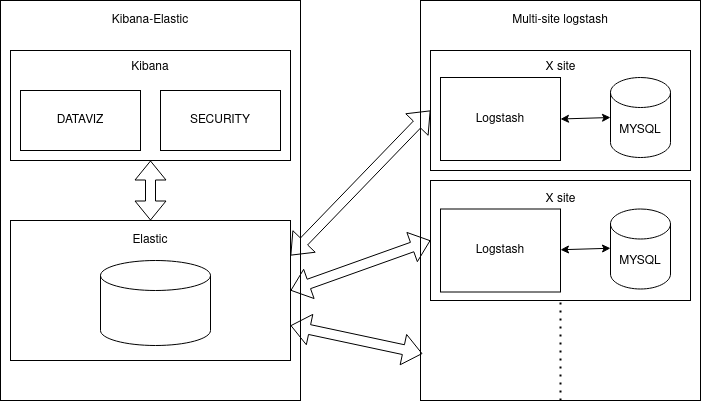 Kibana-Elastic
Kibana
DATAVIZ
SECURITY
Elastic
Multi-site logstash
X site
Logstash
MYSQL
X site
Logstash
MYSQL